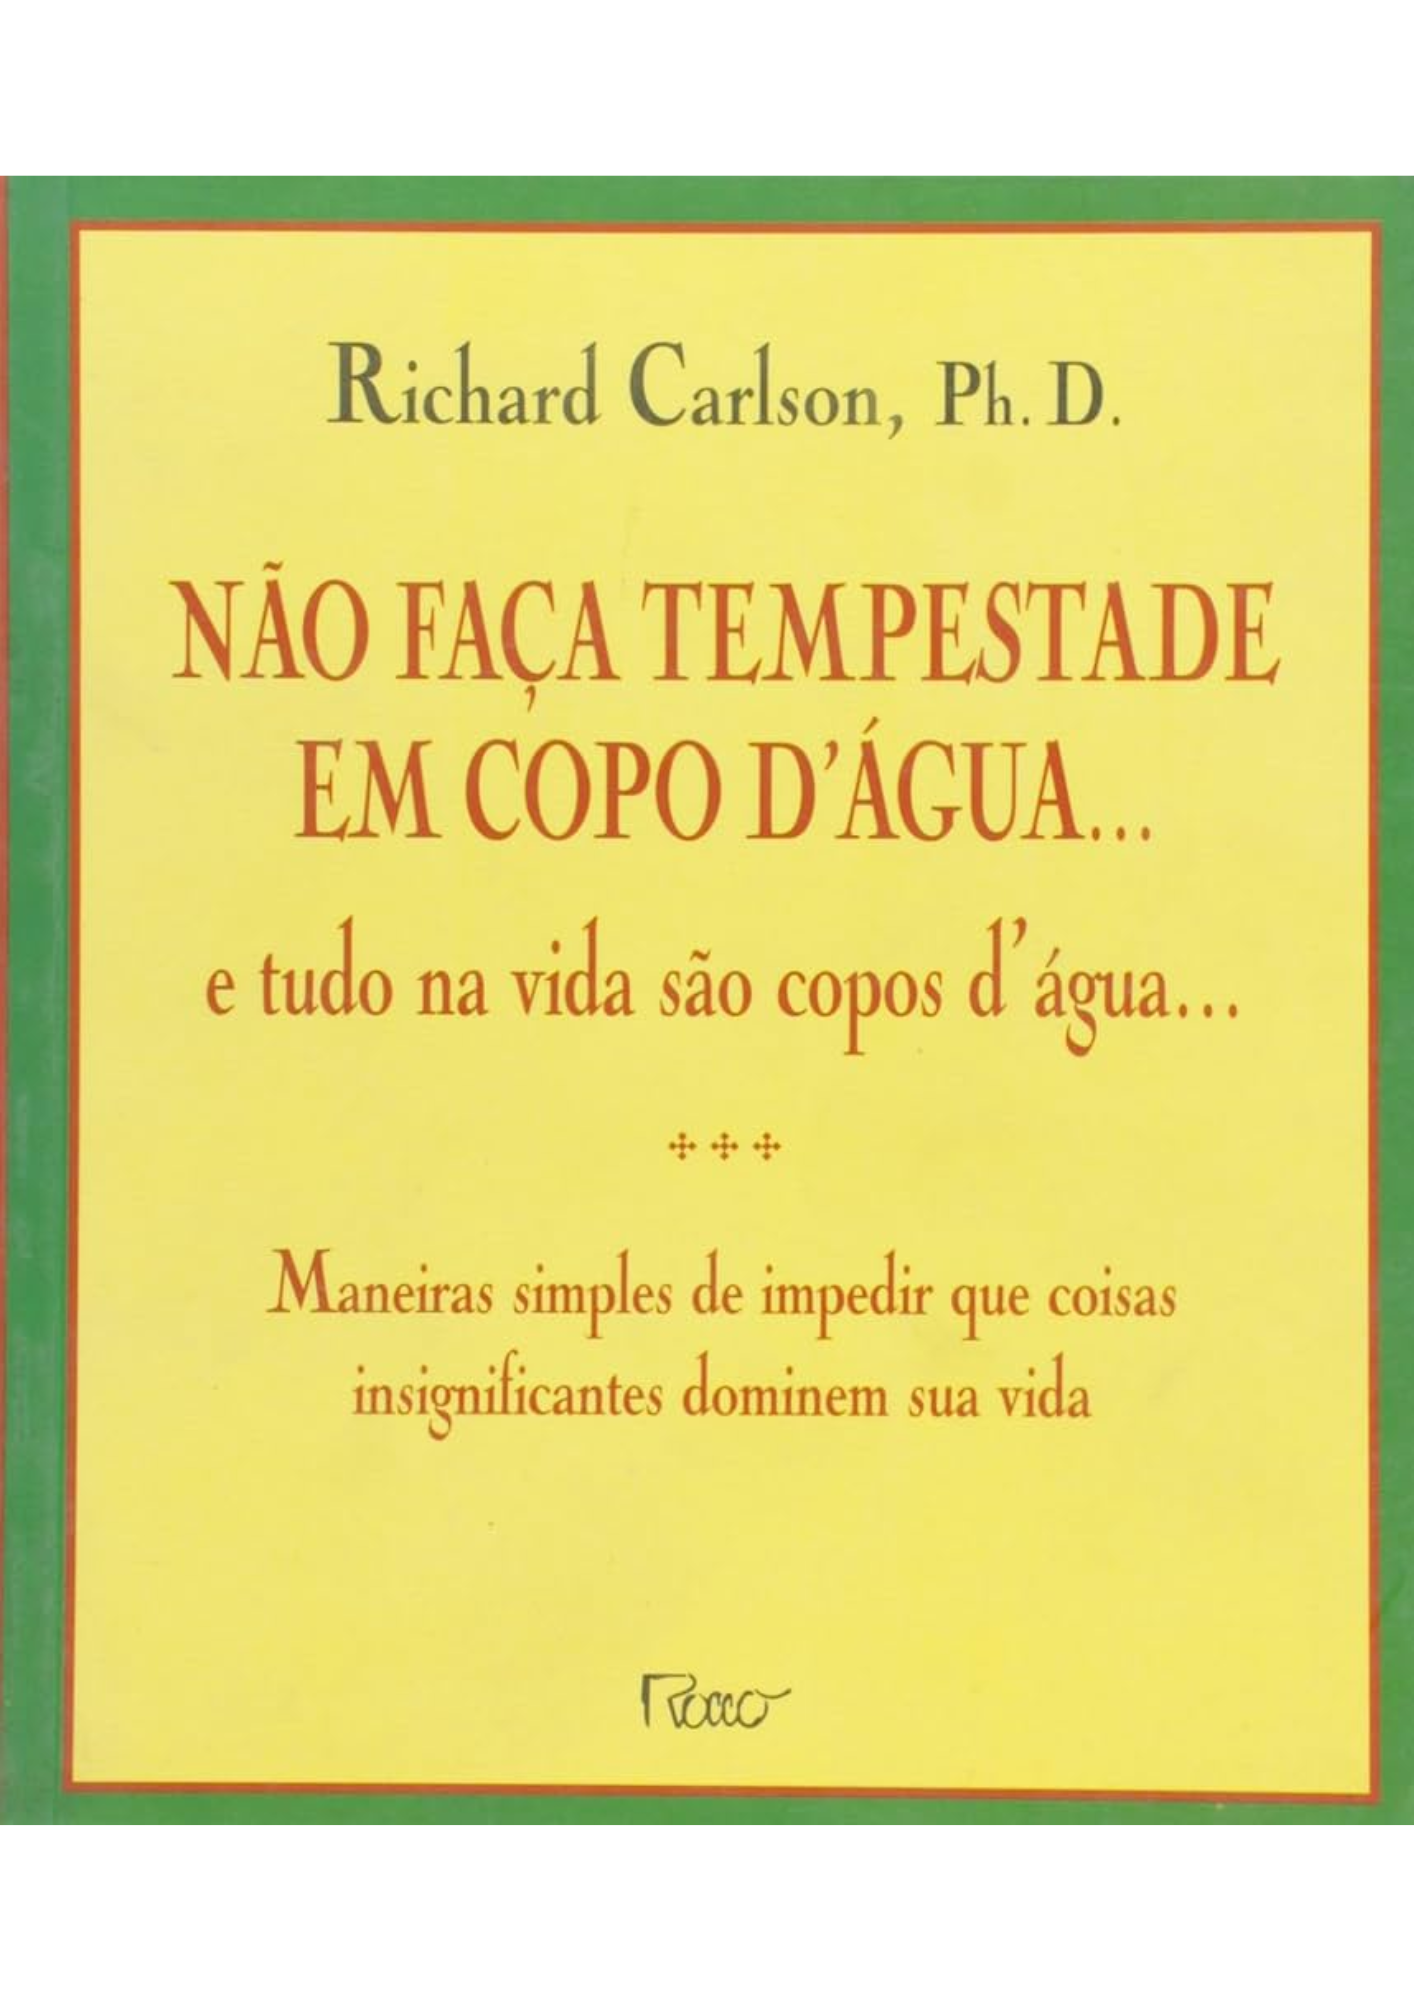 Richard Carlson, Ph. D.
NÃO FAÇA TEMPESTADE
EM COPO D'ÁGUA...
e tudo na vida são copos d'água...
Maneiras simples de impedir que coisas
insignificantes dominem sua vida
Rocco